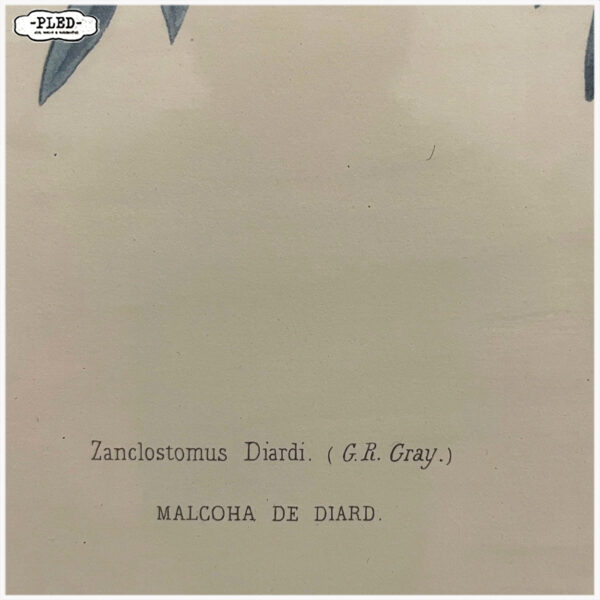 -PLED-
Zanclostomus Diardi. ( G.R. Gray.)
MALCOHA DE DIARD.